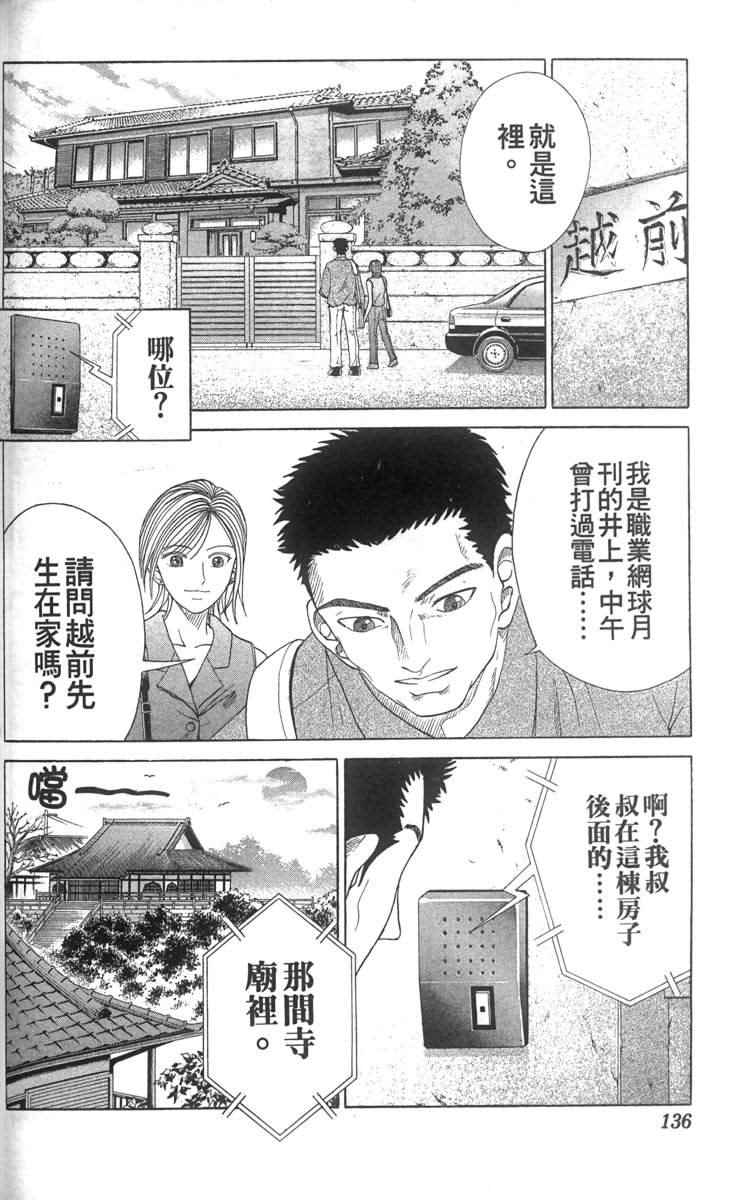 越前
就是這
裡。
哪位？
我是職業網球月
刊的井上，中午
曾打過電話……
請問越前先
生在家嗎？
啊？我叔
叔在這棟房子
後面的……
那間寺
廟裡。
噹——
136